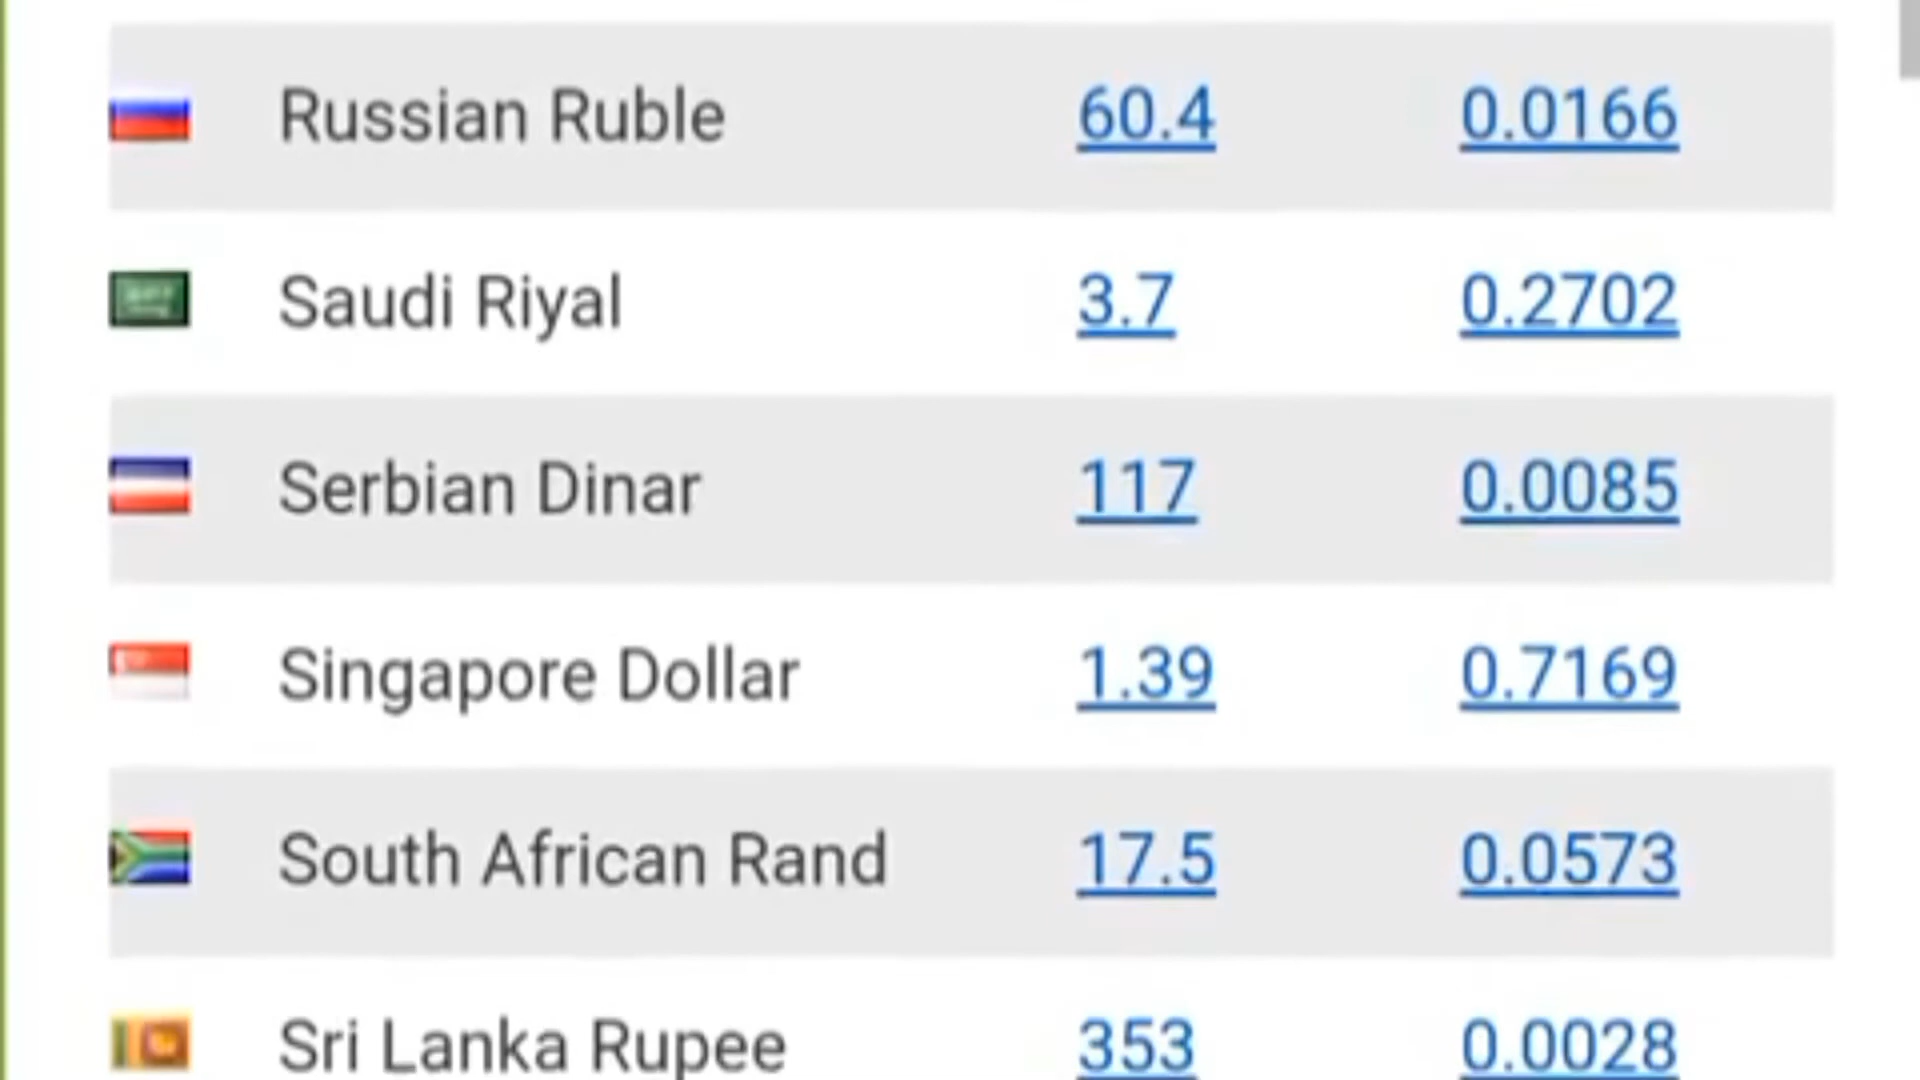 Russian Ruble 60.4 0.0166
Saudi Riyal 3.7 0.2702
Serbian Dinar 117 0.0085
Singapore Dollar 1.39 0.7169
South African Rand 17.5 0.0573
Sri Lanka Rupee 353 0.0028